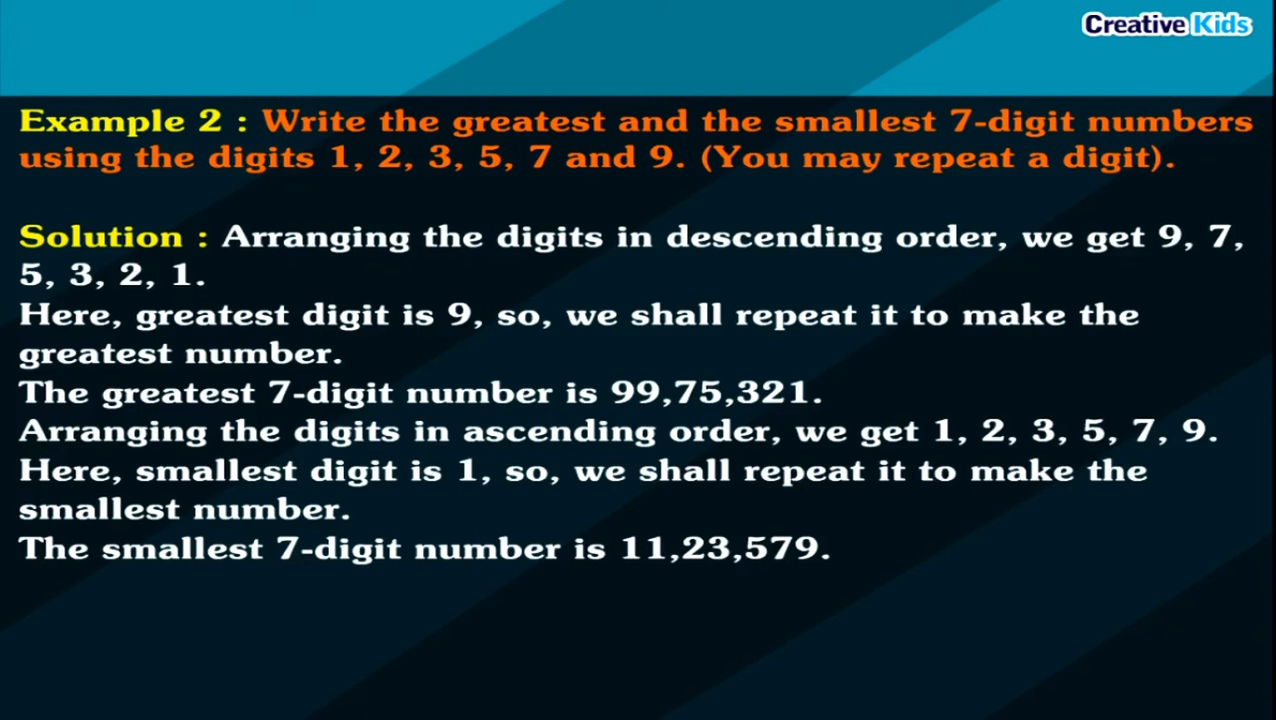 Creative Kids
Example 2 : Write the greatest and the smallest 7-digit numbers
using the digits 1, 2, 3, 5, 7 and 9. (You may repeat a digit).
Solution : Arranging the digits in descending order, we get 9, 7,
5, 3, 2, 1.
Here, greatest digit is 9, so, we shall repeat it to make the
greatest number.
The greatest 7-digit number is 99,75,321.
Arranging the digits in ascending order, we get 1, 2, 3, 5, 7, 9.
Here, smallest digit is 1, so, we shall repeat it to make the
smallest number.
The smallest 7-digit number is 11,23,579.